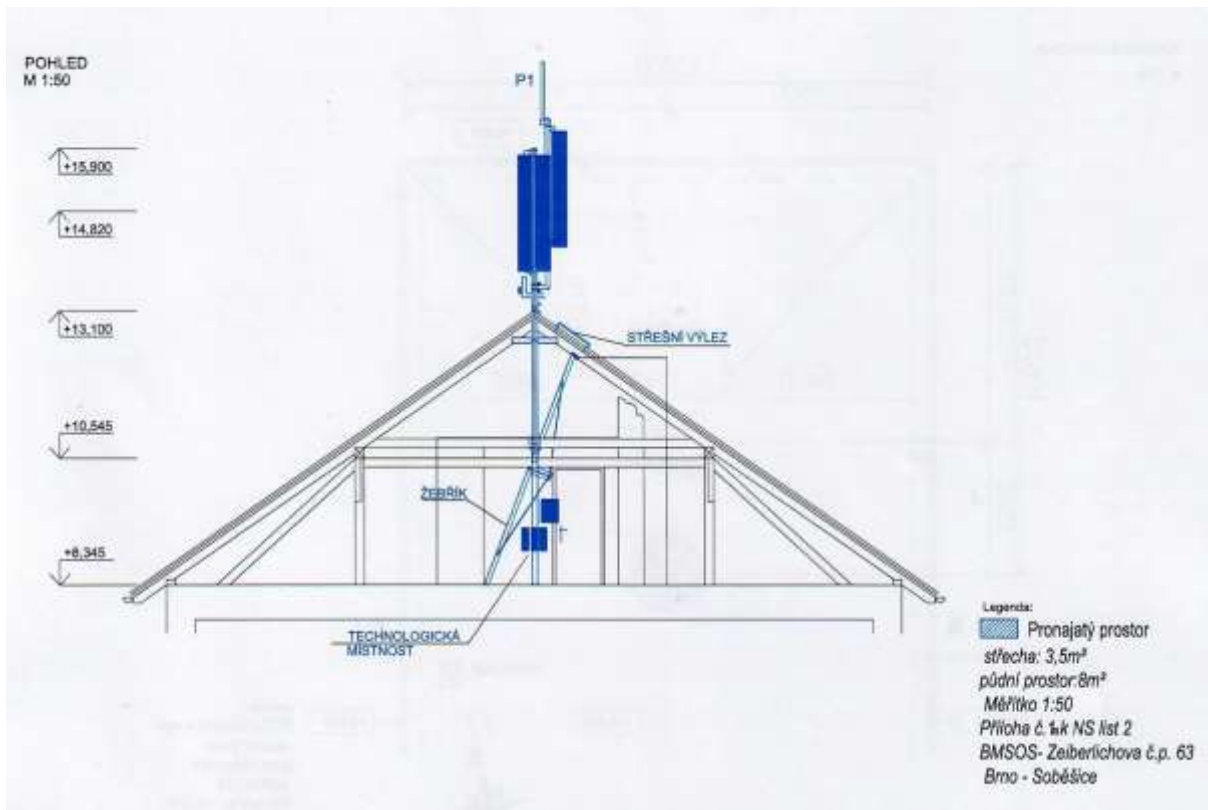 POHLED
M 1:50
P1
+15,900
+14,820
+13,100
STŘEŠNÍ VÝLEZ
+10,545
ŽEBŘÍK
+8,345
TECHNOLOGICKÁ
MÍSTNOST
Legenda:
Pronajatý prostor
střecha: 3,5m²
půdní prostor:8m²
Měřítko 1:50
Příloha č. k NS list 2
BMSOS- Zeiberlichova č.p. 63
Brno - Soběšice